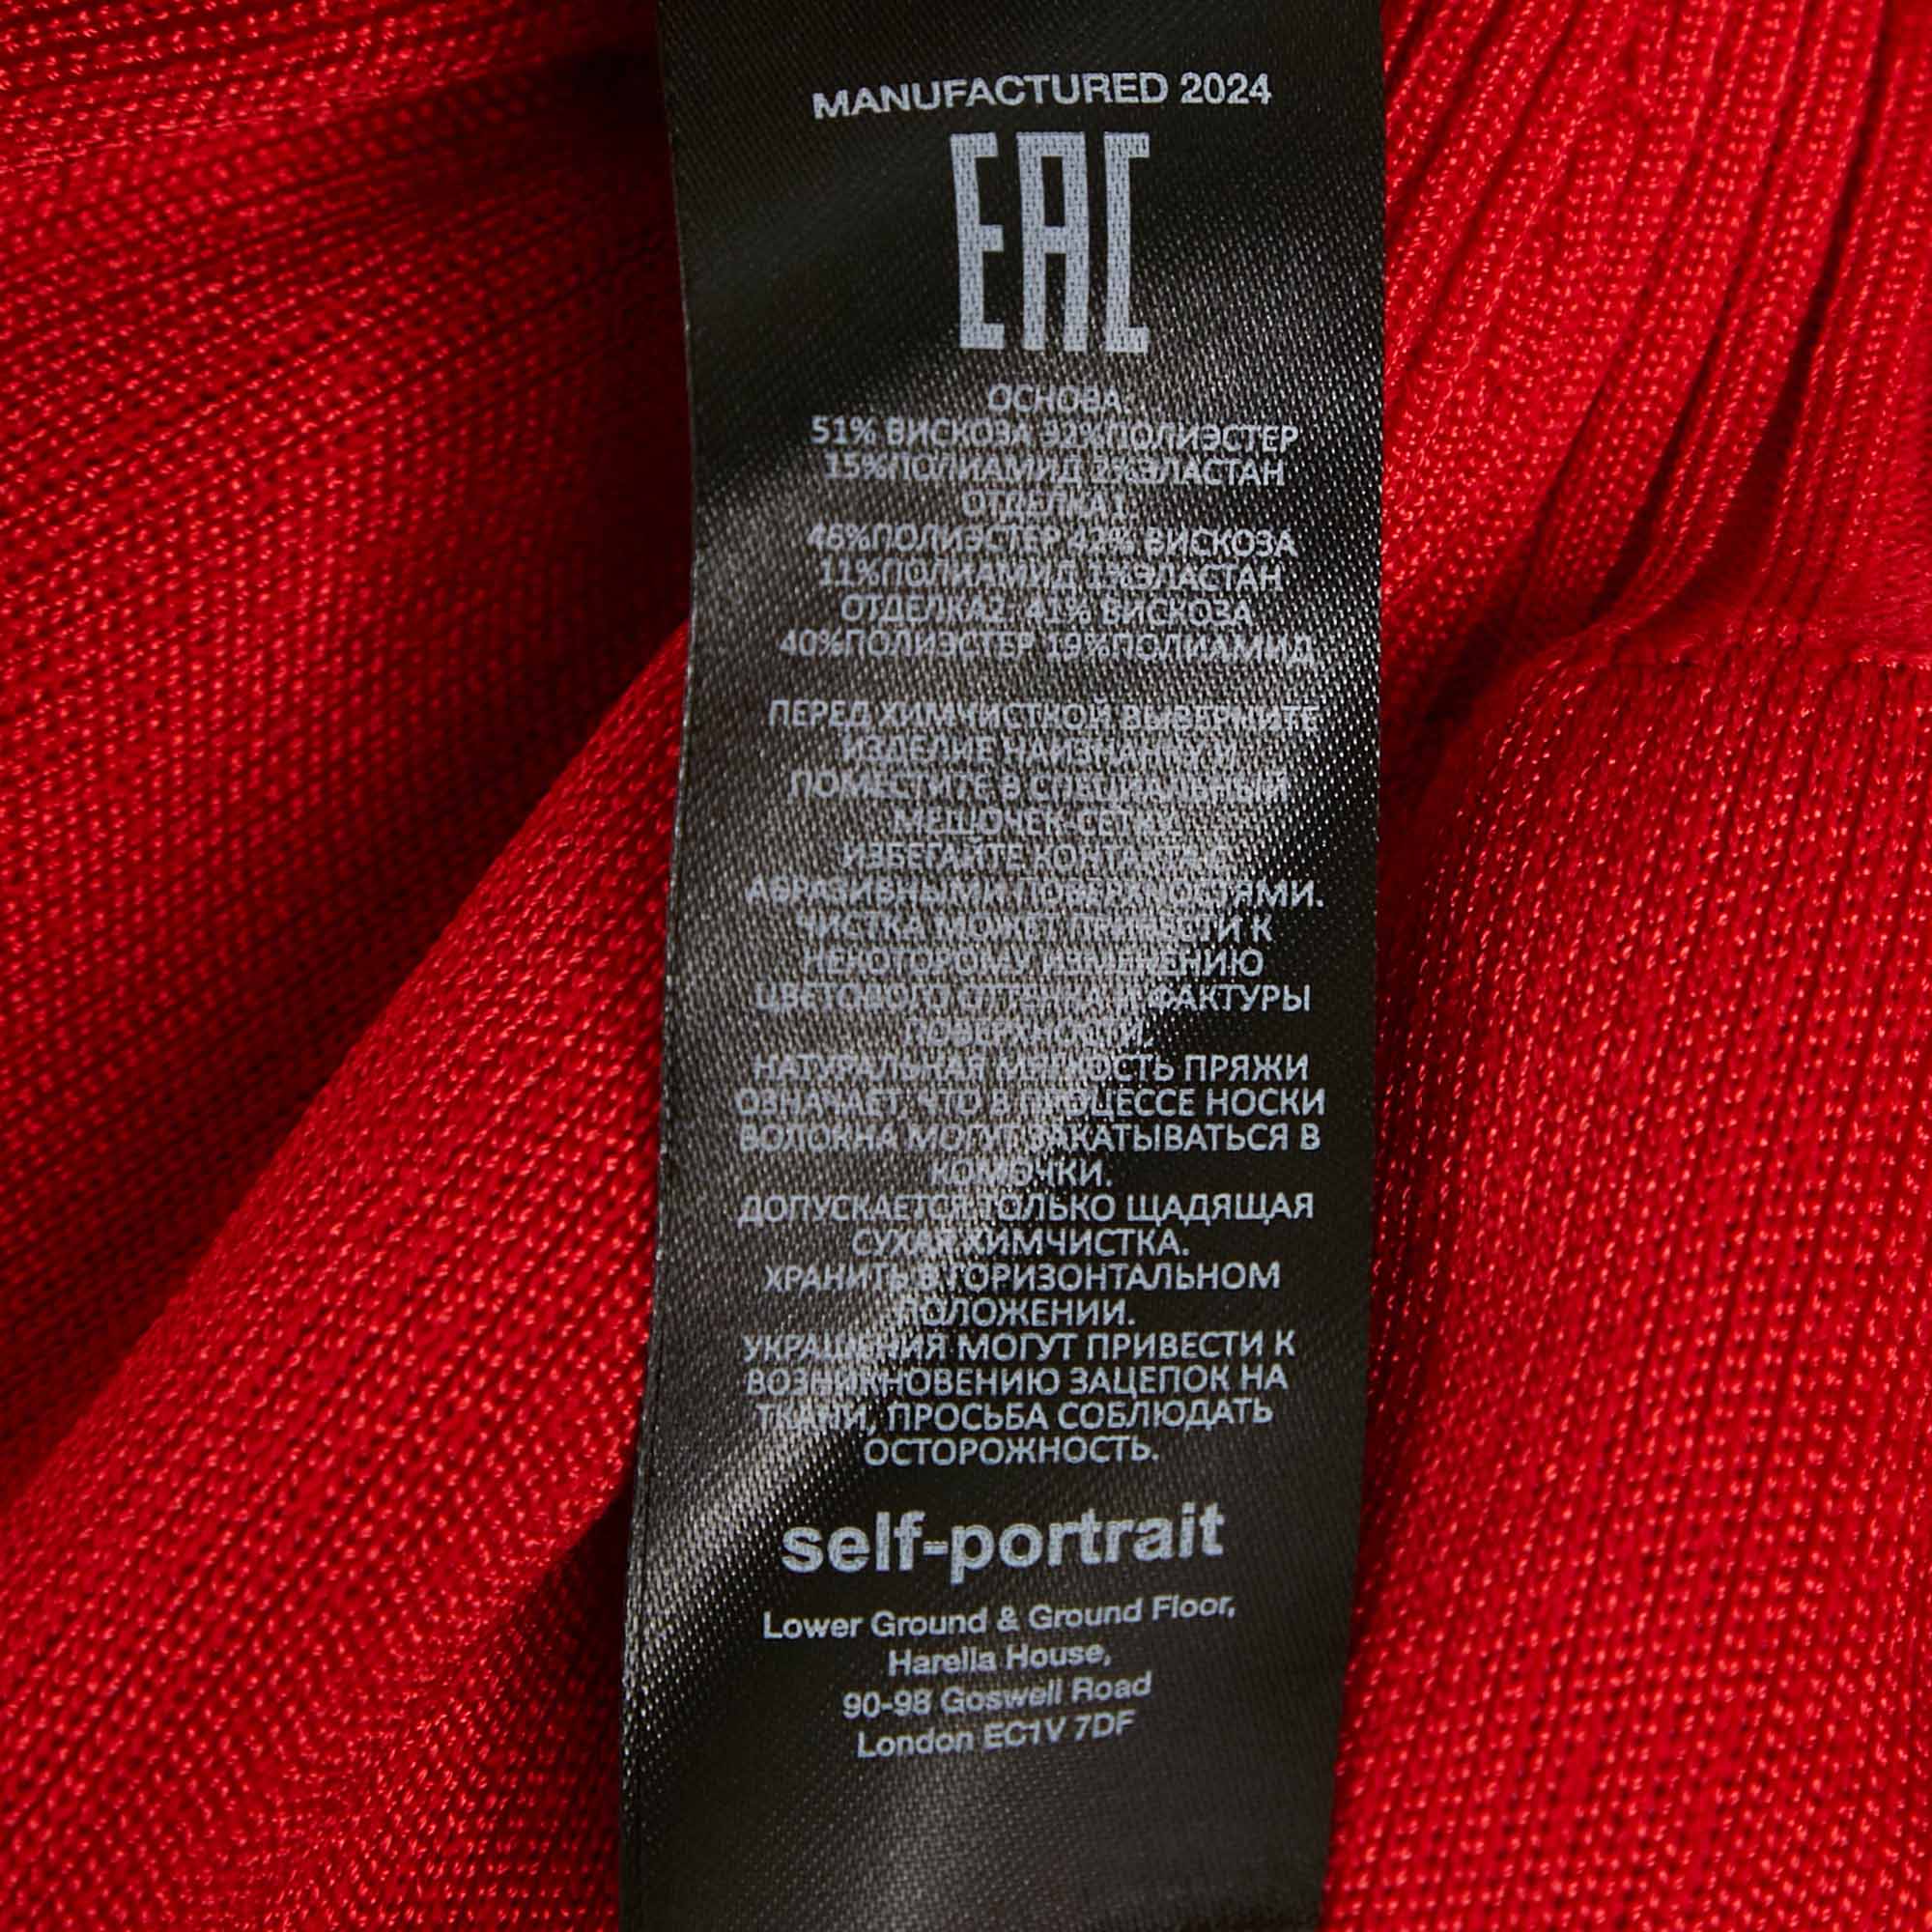 MANUFACTURED 2024
EAC
ОСНОВА:
51% ВИСКОЗА 32%ПОЛИЭСТЕР
15%ПОЛИАМИД 2%ЭЛАСТАН
ОТДЕЛКА1:
46%ПОЛИЭСТЕР 42% ВИСКОЗА
11%ПОЛИАМИД 1%ЭЛАСТАН
ОТДЕЛКА2: 41% ВИСКОЗА
40%ПОЛИЭСТЕР 19%ПОЛИАМИД
ПЕРЕД ХИМЧИСТКОЙ ВЫВЕРНИТЕ
ИЗДЕЛИЕ НАИЗНАНКУ И
ПОМЕСТИТЕ В СПЕЦИАЛЬНЫЙ
МЕШОЧЕК-СЕТКУ.
ИЗБЕГАЙТЕ КОНТАКТА С
АБРАЗИВНЫМИ ПОВЕРХНОСТЯМИ.
ЧИСТКА МОЖЕТ ПРИВЕСТИ К
НЕКОТОРОМУ ИЗМЕНЕНИЮ
ЦВЕТОВОГО ОТТЕНКА И ФАКТУРЫ
ПОВЕРХНОСТИ.
НАТУРАЛЬНАЯ МЯГКОСТЬ ПРЯЖИ
ОЗНАЧАЕТ, ЧТО В ПРОЦЕССЕ НОСКИ
ВОЛОКНА МОГУТ ЗАКАТЫВАТЬСЯ В
КОМОЧКИ.
ДОПУСКАЕТСЯ ТОЛЬКО ЩАДЯЩАЯ
СУХАЯ ХИМЧИСТКА.
ХРАНИТЬ В ГОРИЗОНТАЛЬНОМ
ПОЛОЖЕНИИ.
УКРАШЕНИЯ МОГУТ ПРИВЕСТИ К
ВОЗНИКНОВЕНИЮ ЗАЦЕПОК НА
ТКАНИ, ПРОСЬБА СОБЛЮДАТЬ
ОСТОРОЖНОСТЬ.
self-portrait
Lower Ground & Ground Floor,
Harella House,
90-98 Goswell Road
London EC1V 7DF